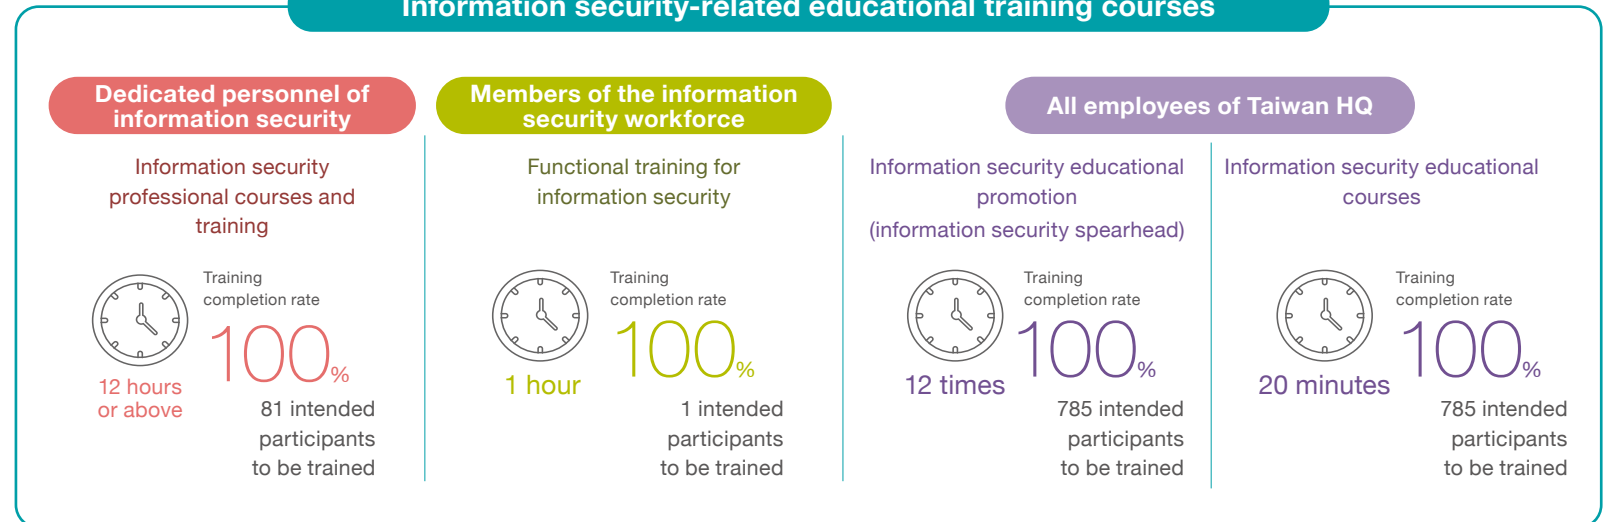 Information security-related educational training courses
Dedicated personnel of
information security
Information security
professional courses and
training
Training
completion rate
100%
12 hours
or above
81 intended
participants
to be trained
Members of the information
security workforce
Functional training for
information security
Training
completion rate
100%
1 hour
1 intended
participants
to be trained
All employees of Taiwan HQ
Information security educational
promotion
(information security spearhead)
Training
completion rate
100%
12 times
785 intended
participants
to be trained
Information security educational
courses
Training
completion rate
100%
20 minutes
785 intended
participants
to be trained